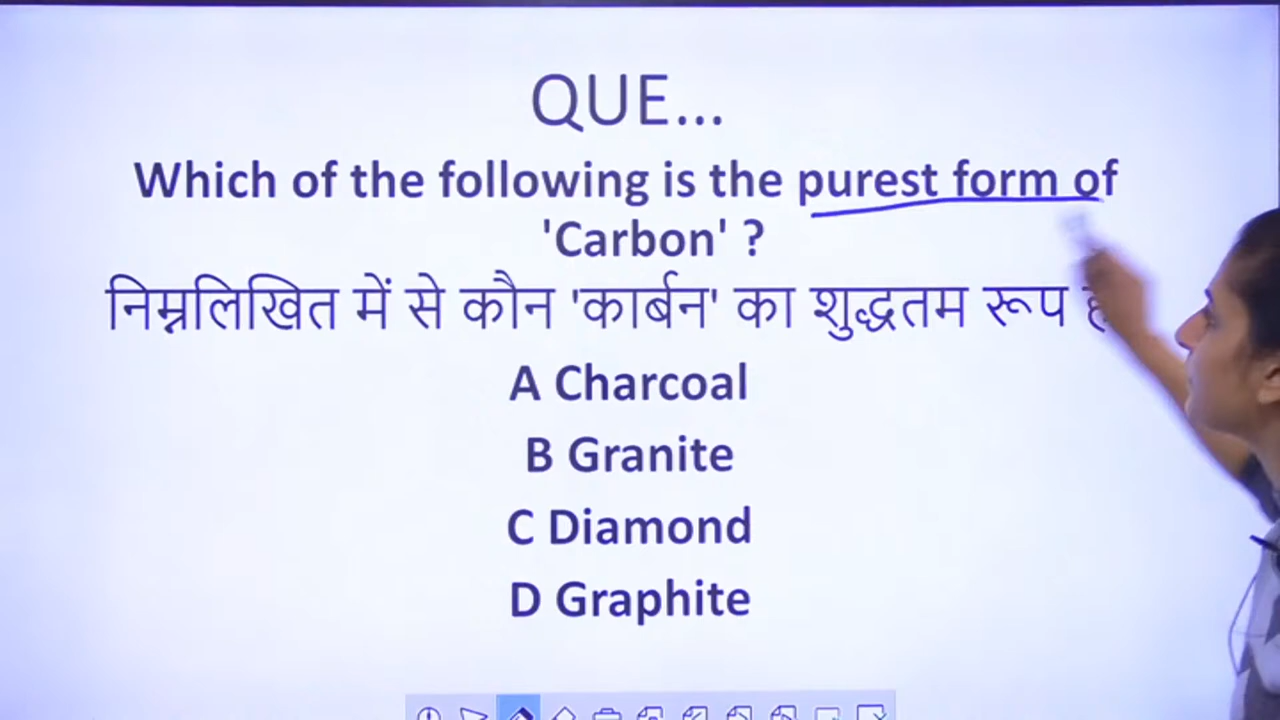 QUE...
Which of the following is the purest form of
'Carbon' ?
निम्नलिखित में से कौन 'कार्बन' का शुद्धतम रूप
A Charcoal
B Granite
C Diamond
D Graphite